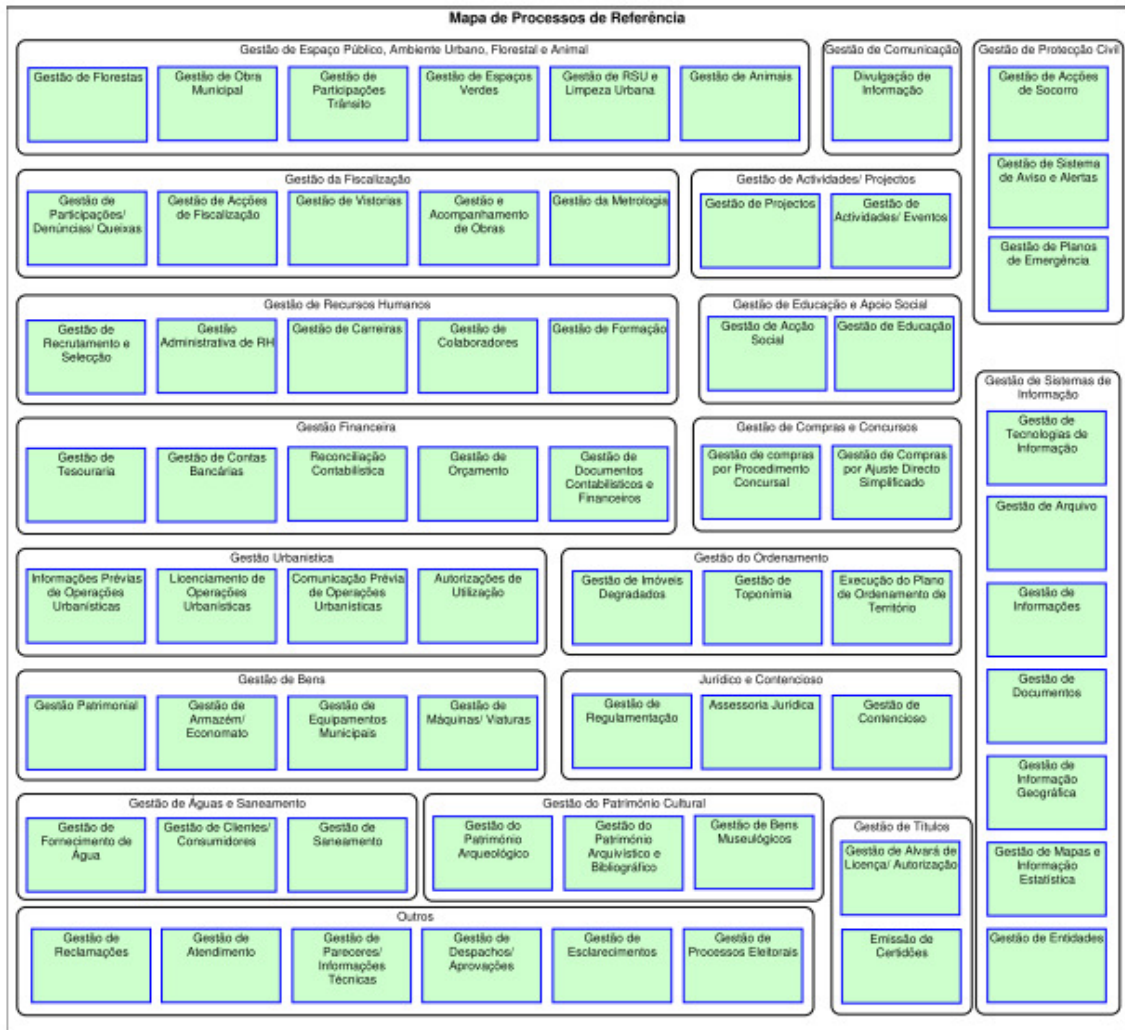 Mapa de Processos de Referência
Gestão de Espaço Público, Ambiente Urbano, Florestal e Animal
Gestão de Florestas
Gestão de Obra
Municipal
Gestão de
Participações
Trânsito
Gestão de Espaços
Verdes
Gestão de RSU e
Limpeza Urbana
Gestão de Animais
Gestão de Comunicação
Divulgação de
Informação
Gestão de Protecção Civil
Gestão de Acções
de Socorro
Gestão de Sistema
de Aviso e Alertas
Gestão de Planos
de Emergência
Gestão da Fiscalização
Gestão de
Participações/
Denúncias/ Queixas
Gestão de Acções
de Fiscalização
Gestão de Vistorias
Gestão e
Acompanhamento
de Obras
Gestão da Metrologia
Gestão de Actividades/ Projectos
Gestão de Projectos
Gestão de
Actividades/ Eventos
Gestão de Recursos Humanos
Gestão de
Recrutamento e
Selecção
Gestão
Administrativa de RH
Gestão de Carreiras
Gestão de
Colaboradores
Gestão de Formação
Gestão de Educação e Apoio Social
Gestão de Acção
Social
Gestão de Educação
Gestão de Sistemas de
Informação
Gestão de
Tecnologias de
Informação
Gestão de Arquivo
Gestão de
Informações
Gestão de
Documentos
Gestão de
Informação
Geográfica
Gestão de Mapas e
Informação
Estatística
Gestão de Entidades
Gestão Financeira
Gestão de
Tesouraria
Gestão de Contas
Bancárias
Reconciliação
Contabilística
Gestão de
Orçamento
Gestão de
Documentos
Contabilísticos e
Financeiros
Gestão de Compras e Concursos
Gestão de compras
por Procedimento
Concursal
Gestão de Compras
por Ajuste Directo
Simplificado
Gestão Urbanistica
Informações Prévias
de Operações
Urbanísticas
Licenciamento de
Operações
Urbanísticas
Comunicação Prévia
de Operações
Urbanísticas
Autorizações de
Utilização
Gestão do Ordenamento
Gestão de Imóveis
Degradados
Gestão de
Toponímia
Execução do Plano
de Ordenamento de
Território
Gestão de Bens
Gestão Patrimonial
Gestão de
Armazém/
Economato
Gestão de
Equipamentos
Municipais
Gestão de
Máquinas/ Viaturas
Jurídico e Contencioso
Gestão de
Regulamentação
Assessoria Jurídica
Gestão de
Contencioso
Gestão de Águas e Saneamento
Gestão de
Fornecimento de
Água
Gestão de Clientes/
Consumidores
Gestão de
Saneamento
Gestão do Património Cultural
Gestão do
Património
Arqueológico
Gestão do
Património
Arquivístico e
Bibliográfico
Gestão de Bens
Museulógicos
Gestão de Títulos
Gestão de Alvará de
Licença/ Autorização
Emissão de
Certidões
Outros
Gestão de
Reclamações
Gestão de
Atendimento
Gestão de
Pareceres/
Informações
Técnicas
Gestão de
Despachos/
Aprovações
Gestão de
Esclarecimentos
Gestão de
Processos Eleitorais